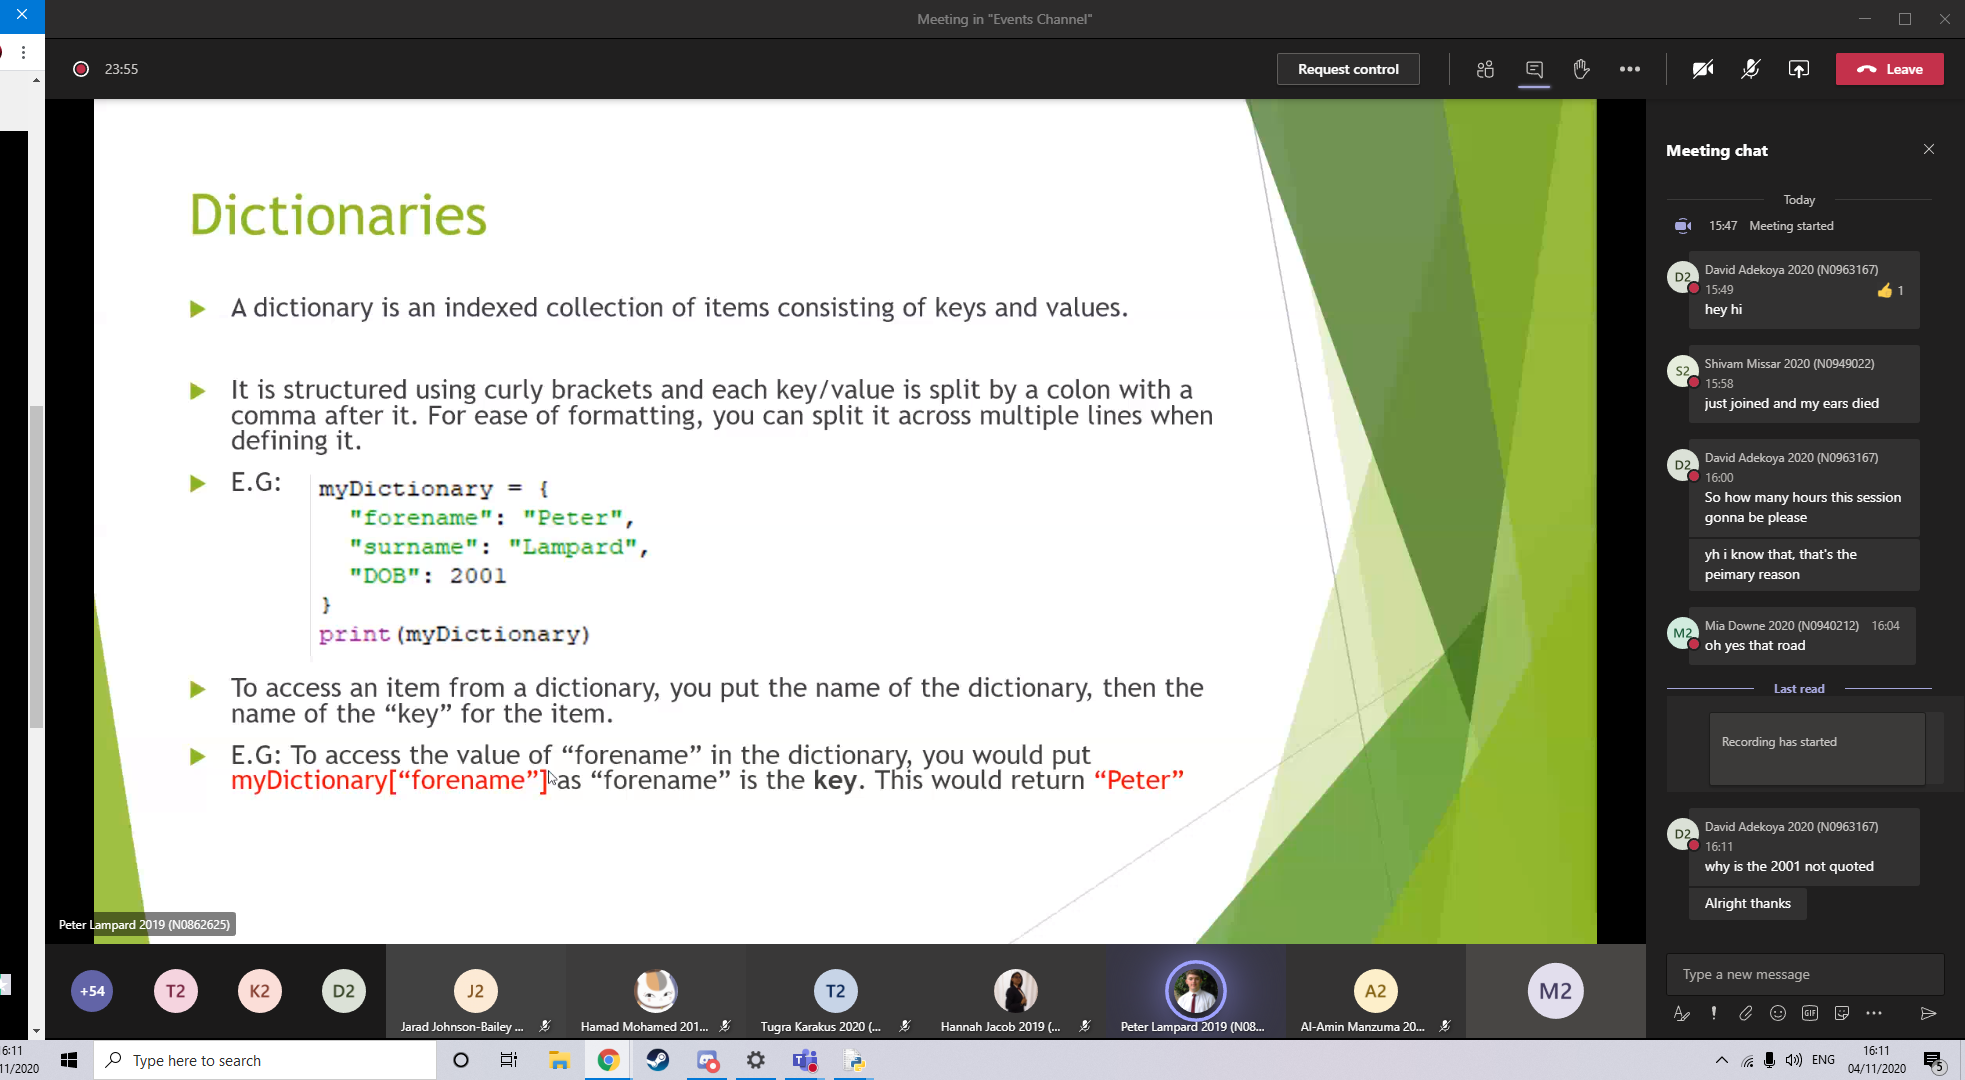 Meeting in "Events Channel"
23:55
Request control
Leave
Dictionaries
A dictionary is an indexed collection of items consisting of keys and values.
It is structured using curly brackets and each key/value is split by a colon with a
comma after it. For ease of formatting, you can split it across multiple lines when
defining it.
E.G:
myDictionary = {
"forename": "Peter",
"surname": "Lampard",
"DOB": 2001
}
print(myDictionary)
To access an item from a dictionary, you put the name of the dictionary, then the
name of the “key” for the item.
E.G: To access the value of “forename” in the dictionary, you would put
myDictionary[“forename”] as “forename” is the key. This would return “Peter”
Peter Lampard 2019 (N0862625)
Meeting chat
Today
15:47 Meeting started
D2
David Adekoya 2020 (N0963167)
15:49
1
hey hi
S2
Shivam Missar 2020 (N0949022)
15:58
just joined and my ears died
D2
David Adekoya 2020 (N0963167)
16:00
So how many hours this session
gonna be please
yh i know that, that's the
peimary reason
M2
Mia Downe 2020 (N0940212) 16:04
oh yes that road
Last read
Recording has started
D2
David Adekoya 2020 (N0963167)
16:11
why is the 2001 not quoted
Alright thanks
Type a new message
GIF
+54
T2
K2
D2
J2
Jarad Johnson-Bailey ...
Hamad Mohamed 201...
T2
Tugra Karakus 2020 (...
Hannah Jacob 2019 (...
Peter Lampard 2019 (N08...
A2
Al-Amin Manzuma 20...
M2
6:11
11/2020
Type here to search
ENG
16:11
04/11/2020
5